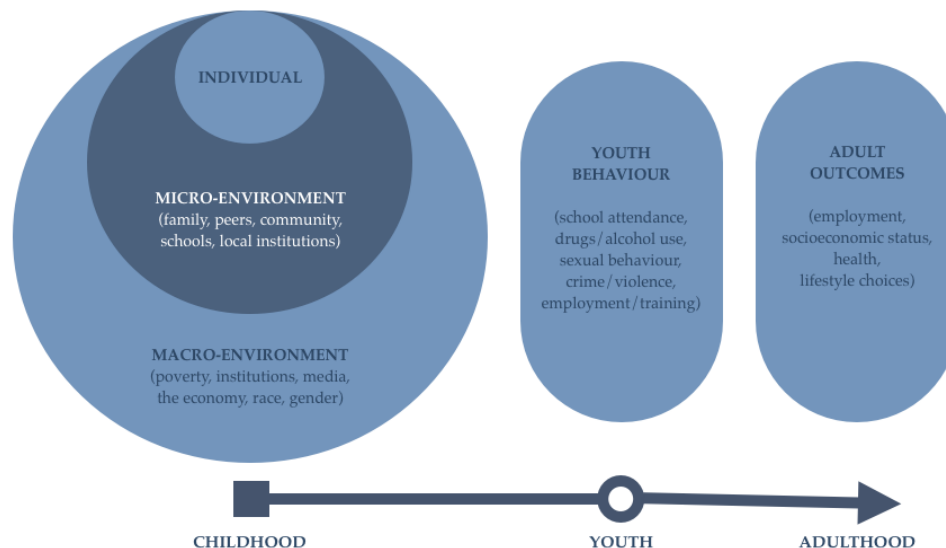 INDIVIDUAL
MICRO-ENVIRONMENT
(family, peers, community,
schools, local institutions)
MACRO-ENVIRONMENT
(poverty, institutions, media,
the economy, race, gender)
YOUTH
BEHAVIOUR
(school attendance,
drugs/alcohol use,
sexual behaviour,
crime/violence,
employment/training)
ADULT
OUTCOMES
(employment,
socioeconomic status,
health,
lifestyle choices)
CHILDHOOD
YOUTH
ADULTHOOD